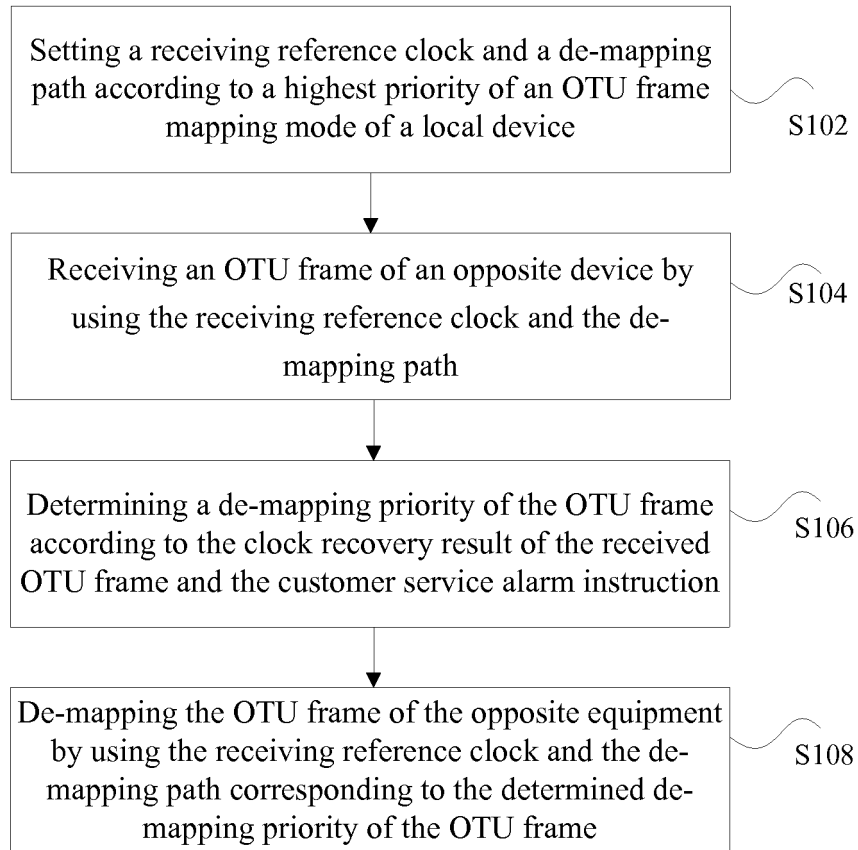 Setting a receiving reference clock and a de-mapping
path according to a highest priority of an OTU frame
mapping mode of a local device
S102
Receiving an OTU frame of an opposite device by
using the receiving reference clock and the de-
mapping path
S104
Determining a de-mapping priority of the OTU frame
according to the clock recovery result of the received
OTU frame and the customer service alarm instruction
S106
De-mapping the OTU frame of the opposite equipment
by using the receiving reference clock and the de-
mapping path corresponding to the determined de-
mapping priority of the OTU frame
S108